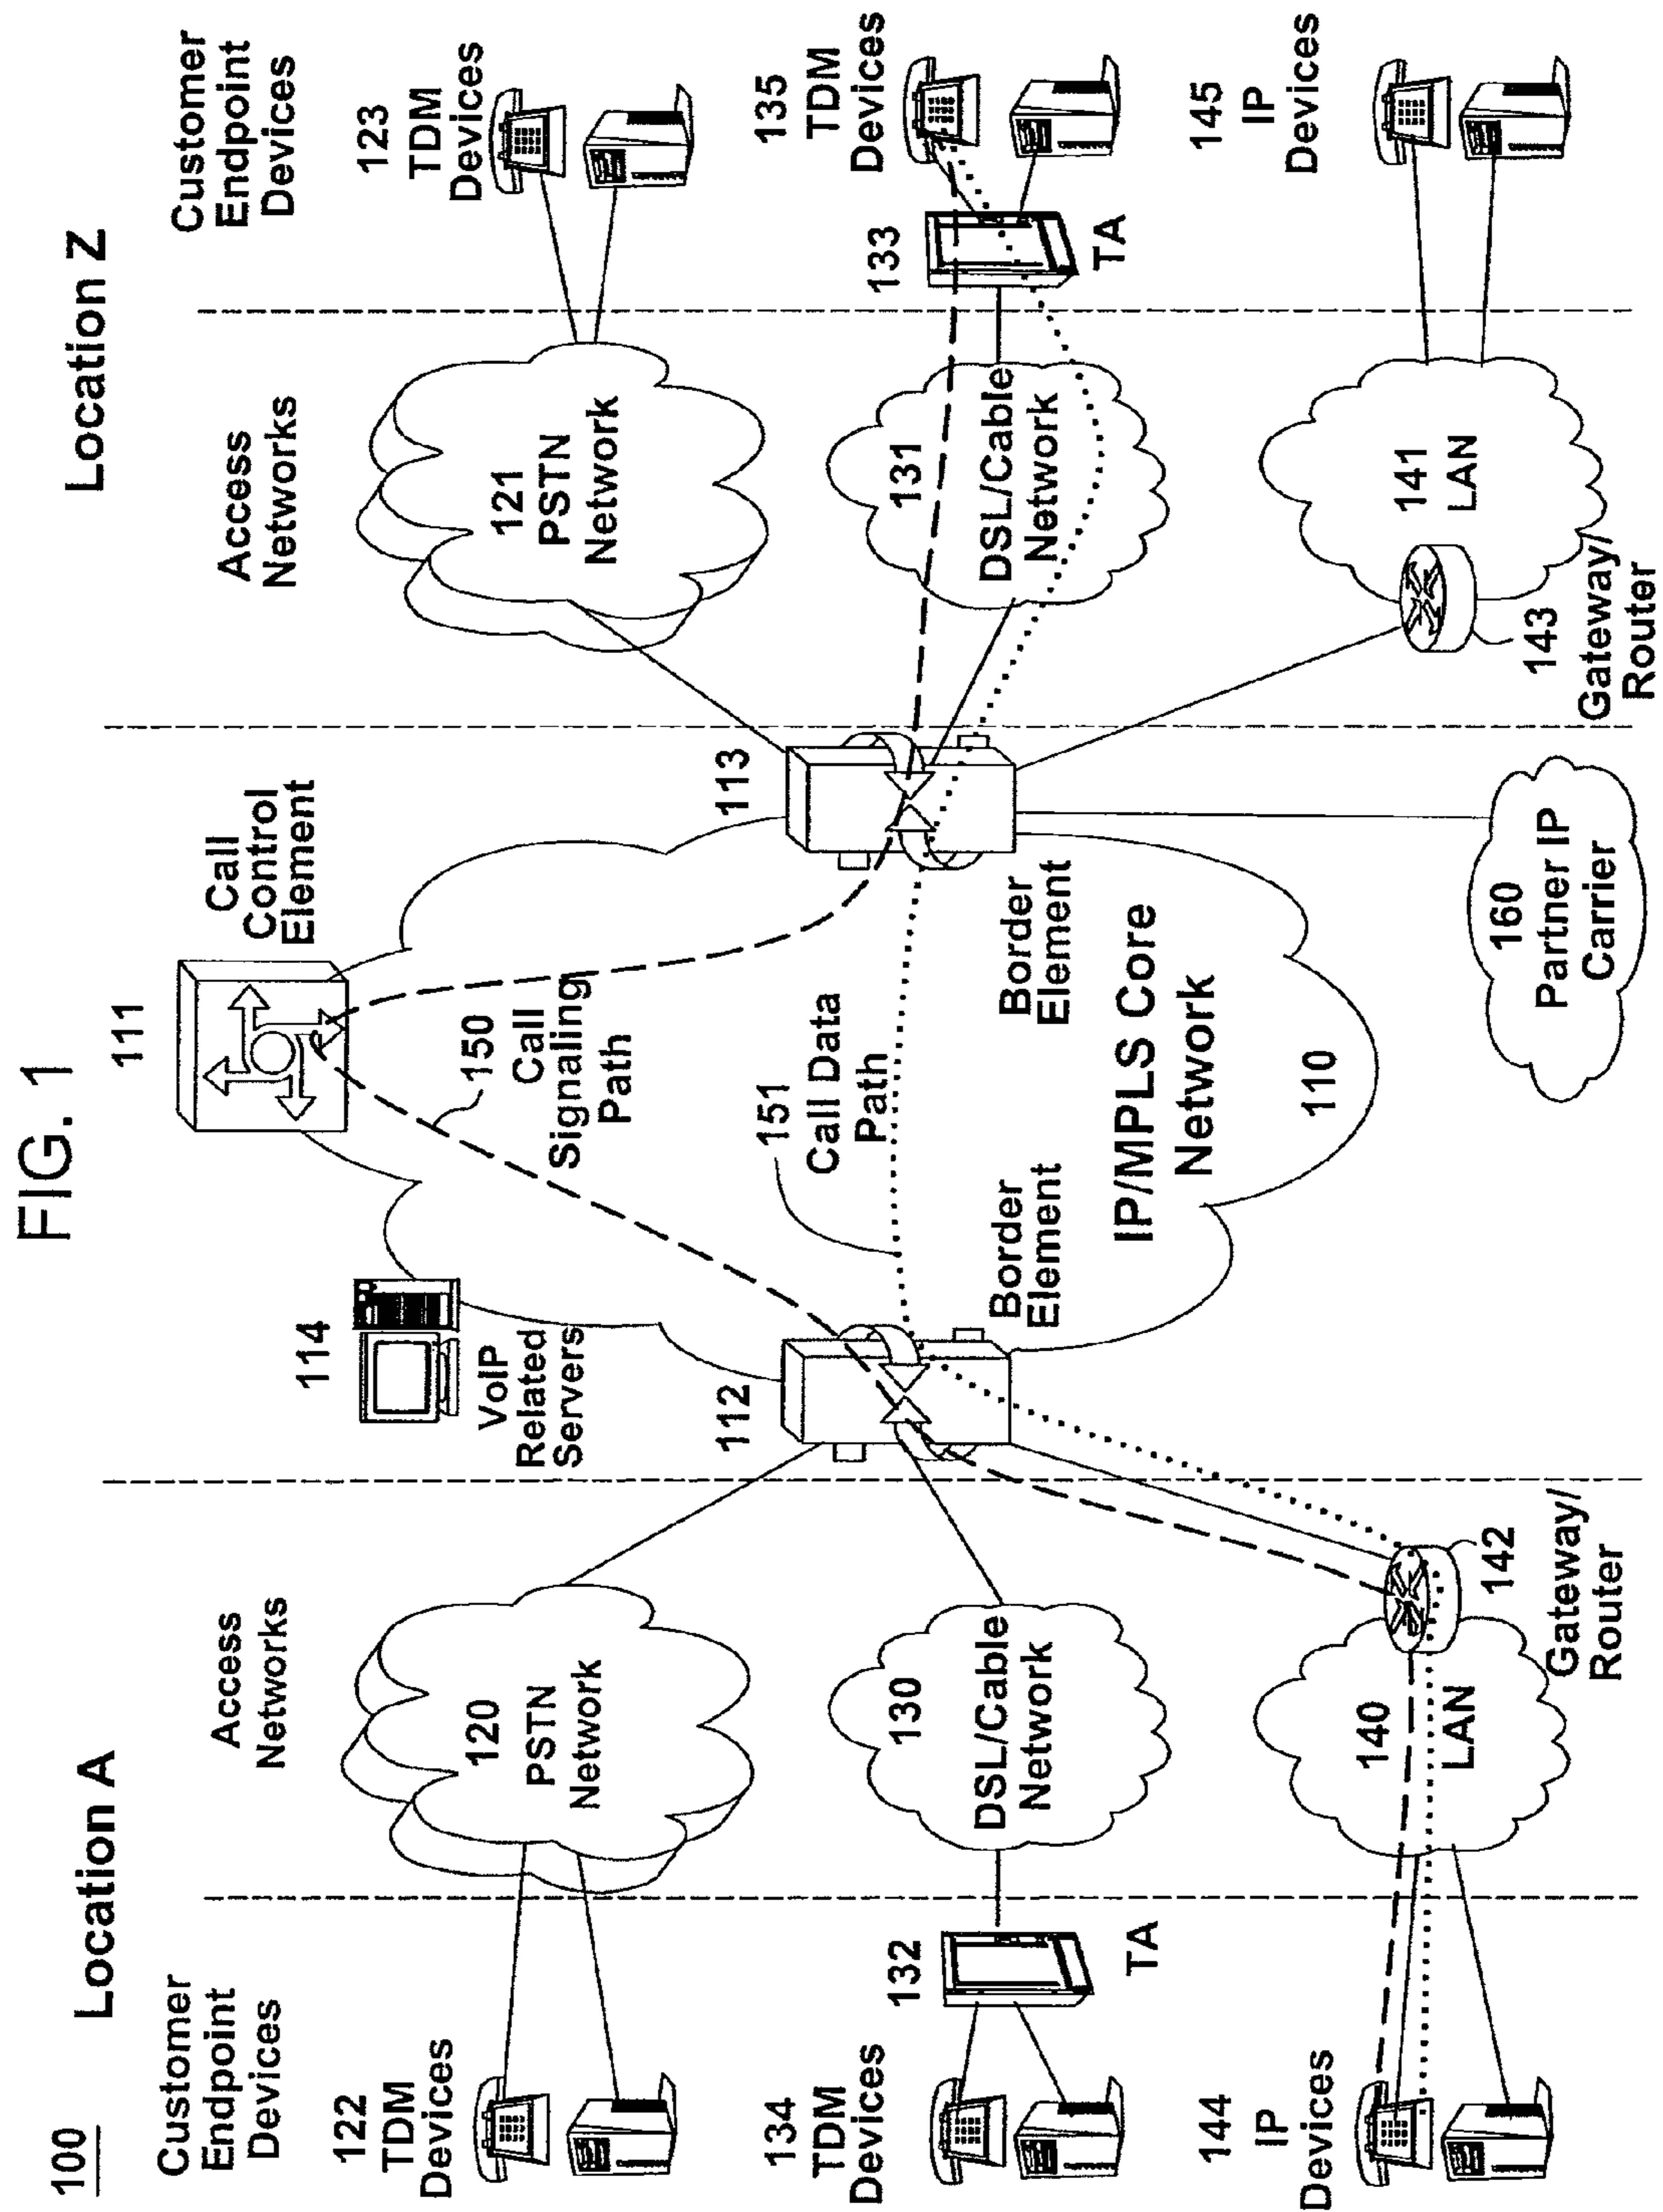 FIG. 1
100
Location A
Location Z
Customer
Endpoint
Devices
Access
Networks
111
Call
Control
Element
Access
Networks
Customer
Endpoint
Devices
122
TDM
Devices
120
PSTN
Network
114
VoIP
Related
Servers
150
Call
Signaling
Path
121
PSTN
Network
123
TDM
Devices
112
113
151
Call Data
Path
134
TDM
Devices
132
TA
130
DSL/Cable
Network
Border
Element
Border
Element
131
DSL/Cable
Network
133
TA
135
TDM
Devices
IP/MPLS Core
Network
110
144
IP
Devices
140
LAN
142
Gateway/
Router
160
Partner IP
Carrier
143
Gateway/
Router
141
LAN
145
IP
Devices